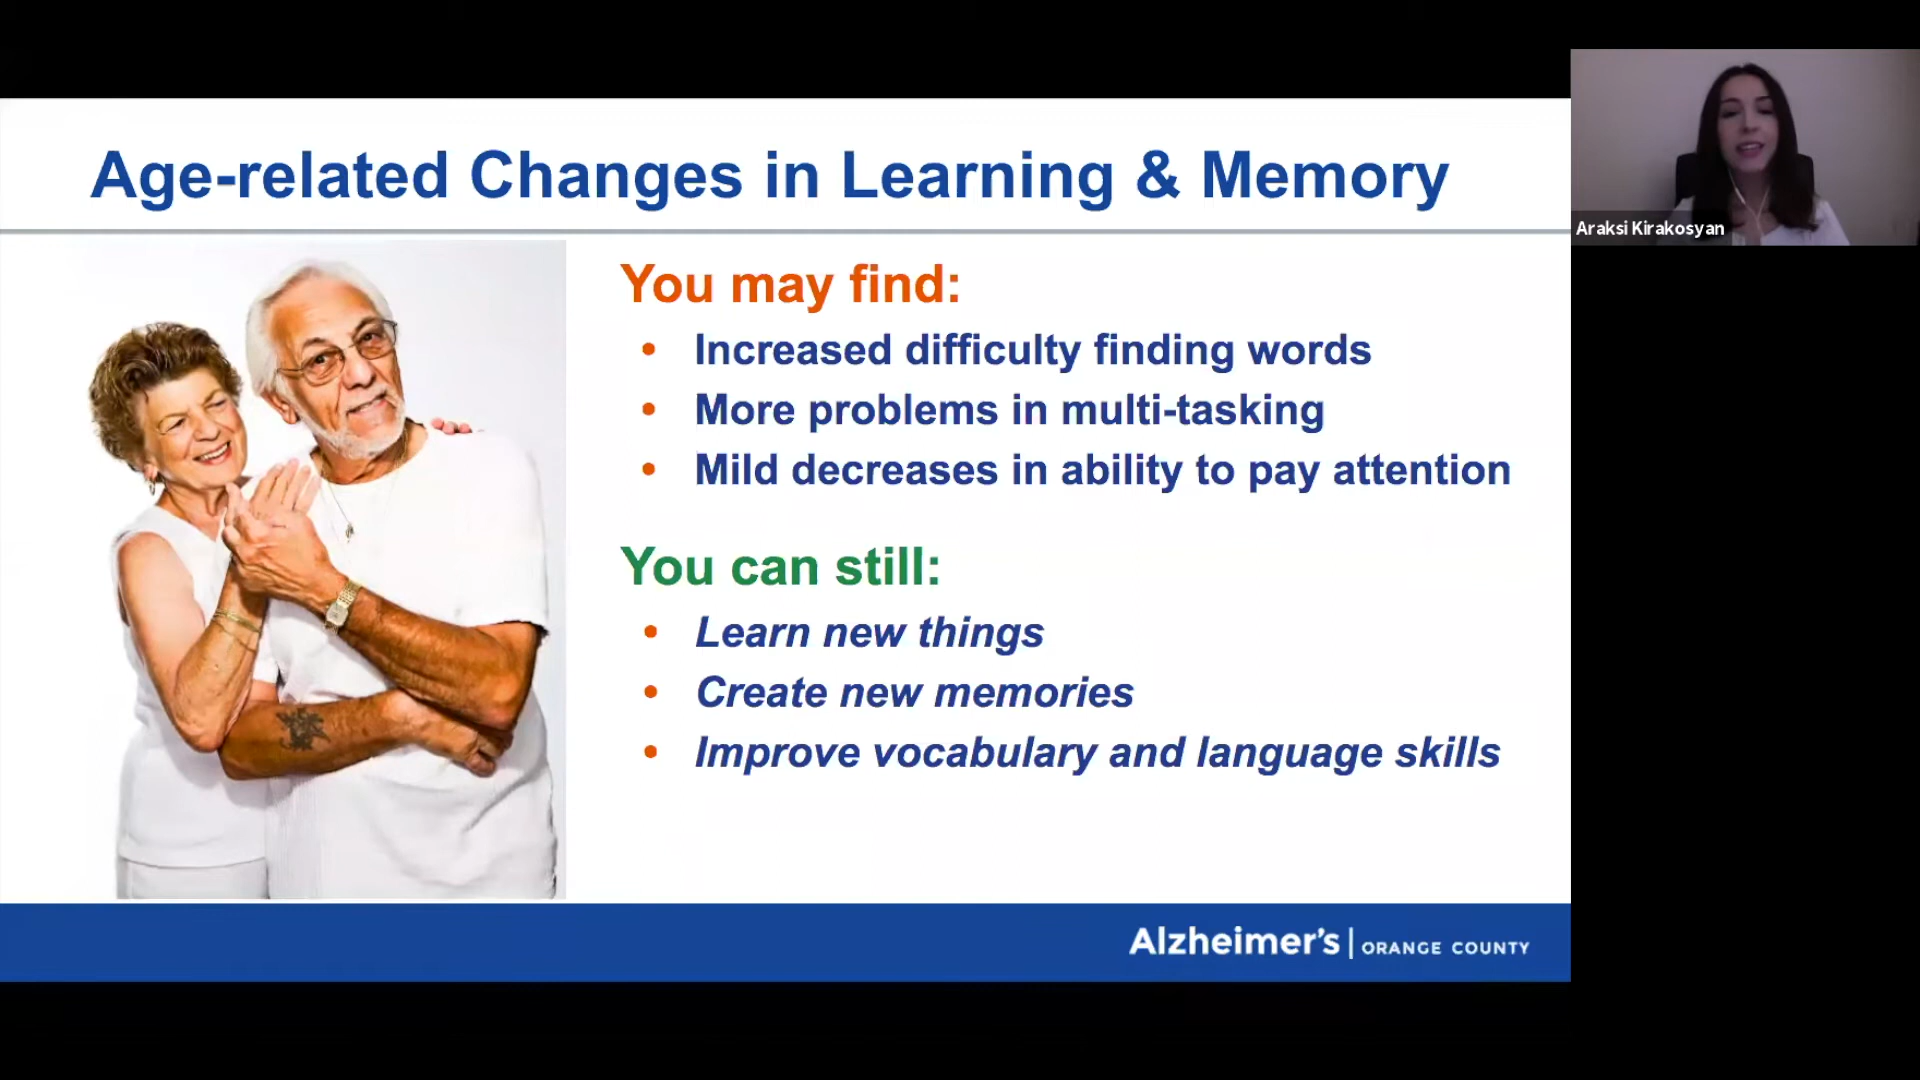 Age-related Changes in Learning & Memory
Araksi Kirakosyan
You may find:
• Increased difficulty finding words
• More problems in multi-tasking
• Mild decreases in ability to pay attention
You can still:
• Learn new things
• Create new memories
• Improve vocabulary and language skills
Alzheimer's | ORANGE COUNTY